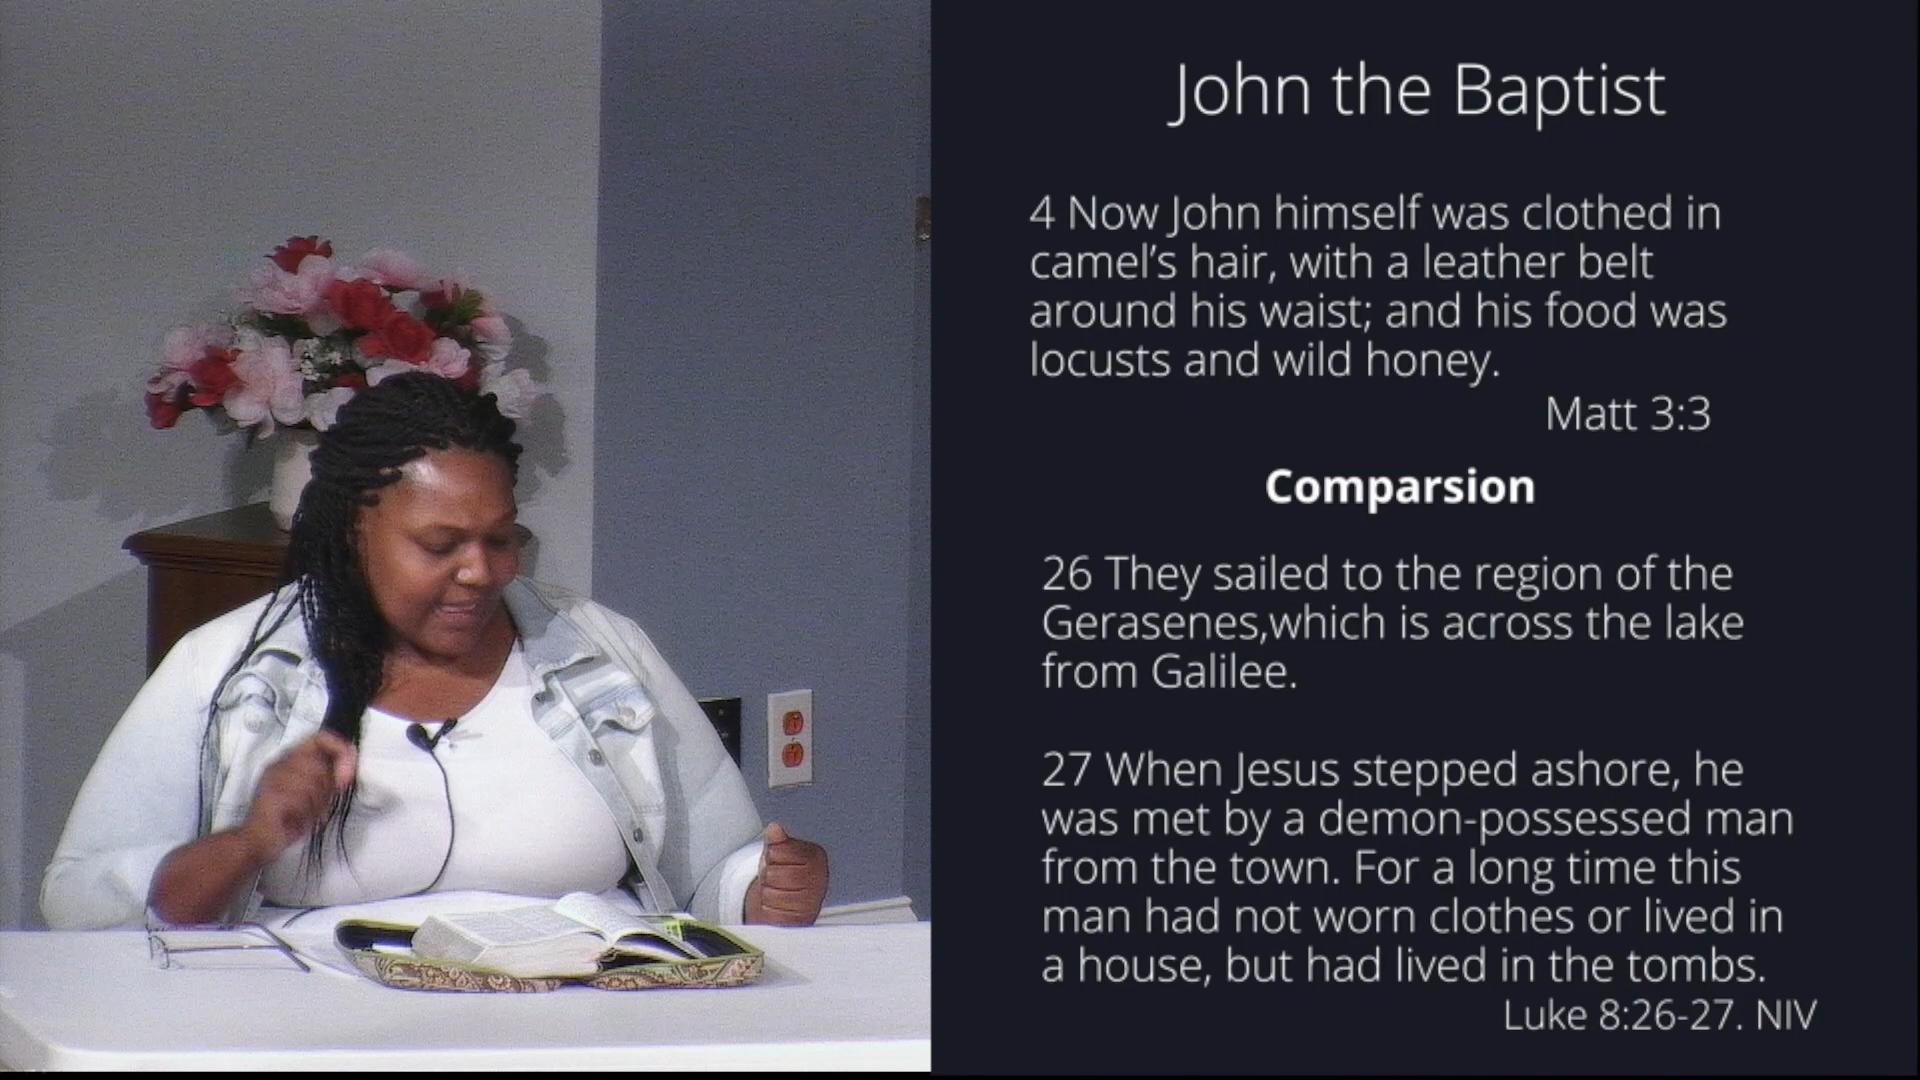 John the Baptist
4 Now John himself was clothed in
camel’s hair, with a leather belt
around his waist; and his food was
locusts and wild honey.
Matt 3:3
Comparsion
26 They sailed to the region of the
Gerasenes,which is across the lake
from Galilee.
27 When Jesus stepped ashore, he
was met by a demon-possessed man
from the town. For a long time this
man had not worn clothes or lived in
a house, but had lived in the tombs.
Luke 8:26-27. NIV